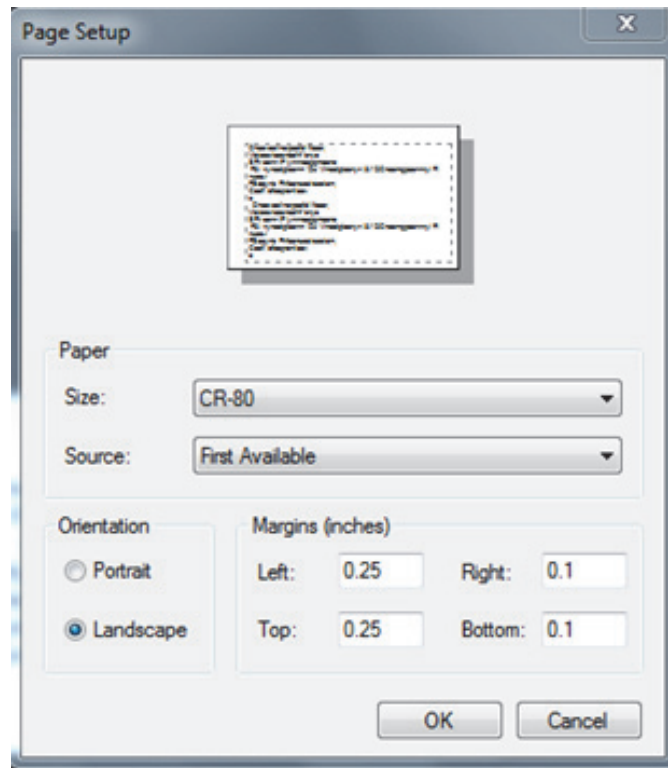 Page Setup
Paper
Size: CR-80
Source: First Available
Orientation
Portrait
Landscape
Margins (inches)
Left: 0.25 Right: 0.1
Top: 0.25 Bottom: 0.1
OK Cancel